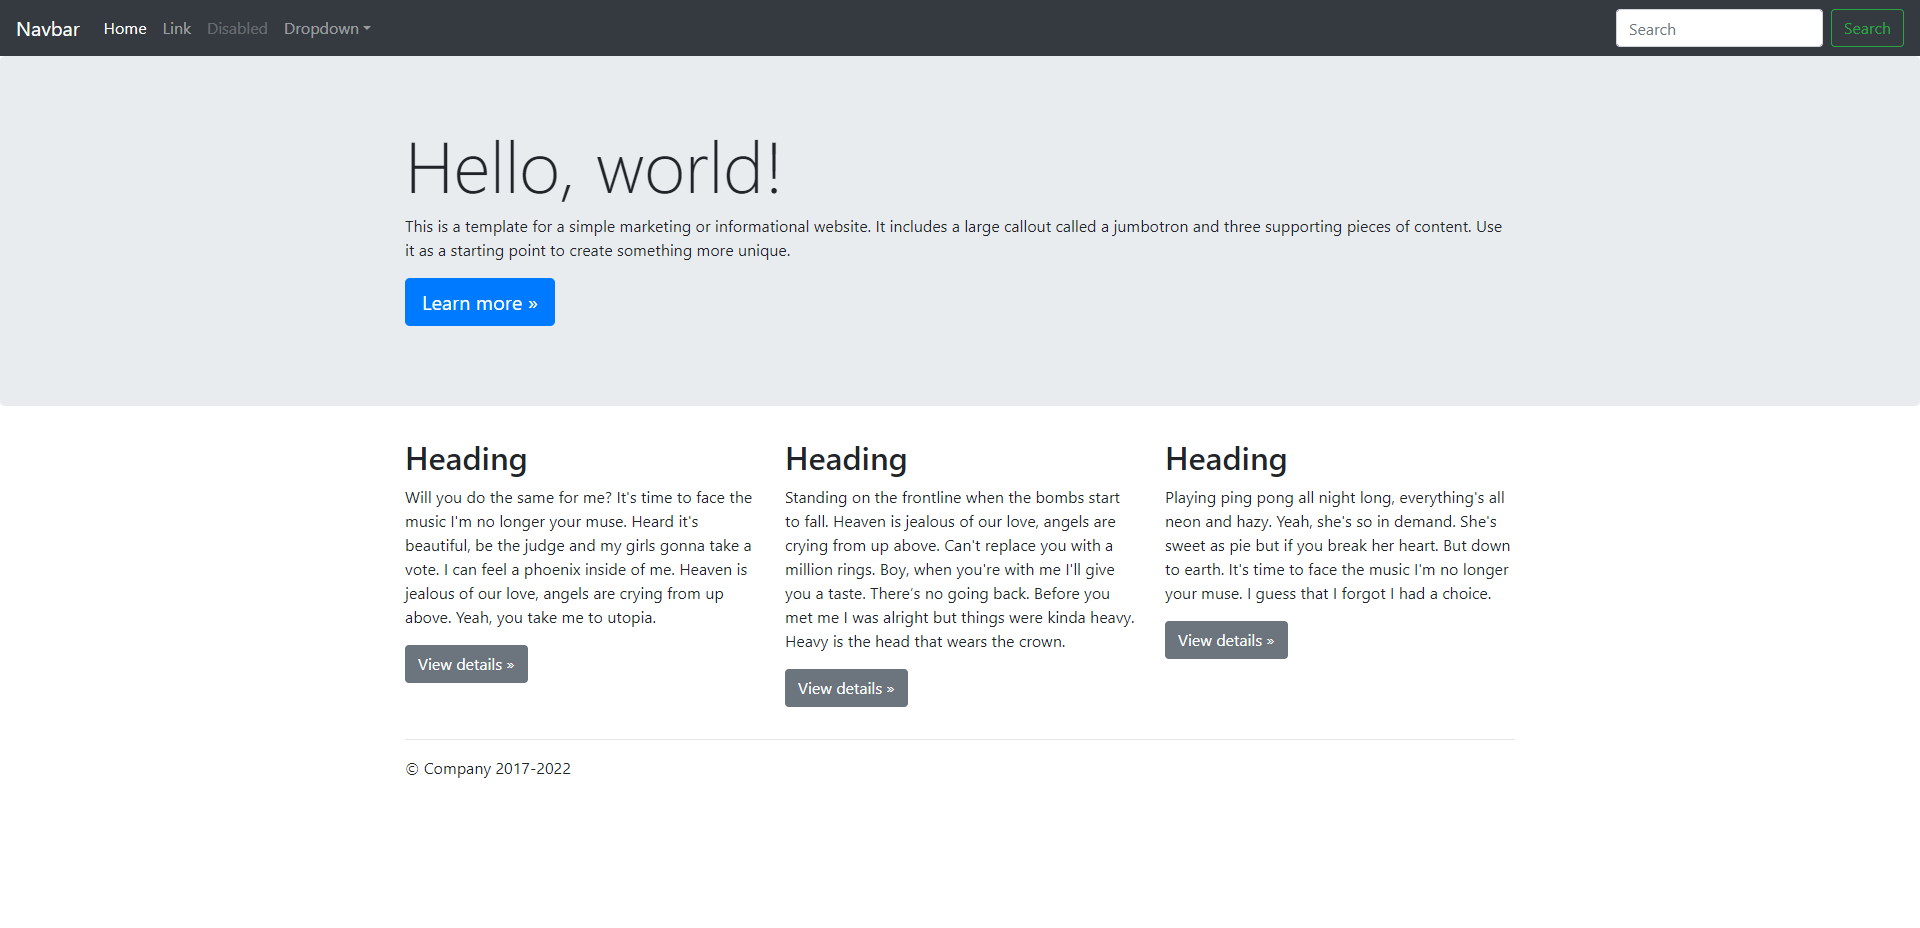 Navbar Home Link Disabled Dropdown Search Search
Hello, world!
This is a template for a simple marketing or informational website. It includes a large callout called a jumbotron and three supporting pieces of content. Use
it as a starting point to create something more unique.
Learn more »
Heading
Will you do the same for me? It's time to face the
music I'm no longer your muse. Heard it's
beautiful, be the judge and my girls gonna take a
vote. I can feel a phoenix inside of me. Heaven is
jealous of our love, angels are crying from up
above. Yeah, you take me to utopia.
View details »
Heading
Standing on the frontline when the bombs start
to fall. Heaven is jealous of our love, angels are
crying from up above. Can't replace you with a
million rings. Boy, when you're with me I'll give
you a taste. There’s no going back. Before you
met me I was alright but things were kinda heavy.
Heavy is the head that wears the crown.
View details »
Heading
Playing ping pong all night long, everything's all
neon and hazy. Yeah, she's so in demand. She's
sweet as pie but if you break her heart. But down
to earth. It's time to face the music I'm no longer
your muse. I guess that I forgot I had a choice.
View details »
© Company 2017-2022